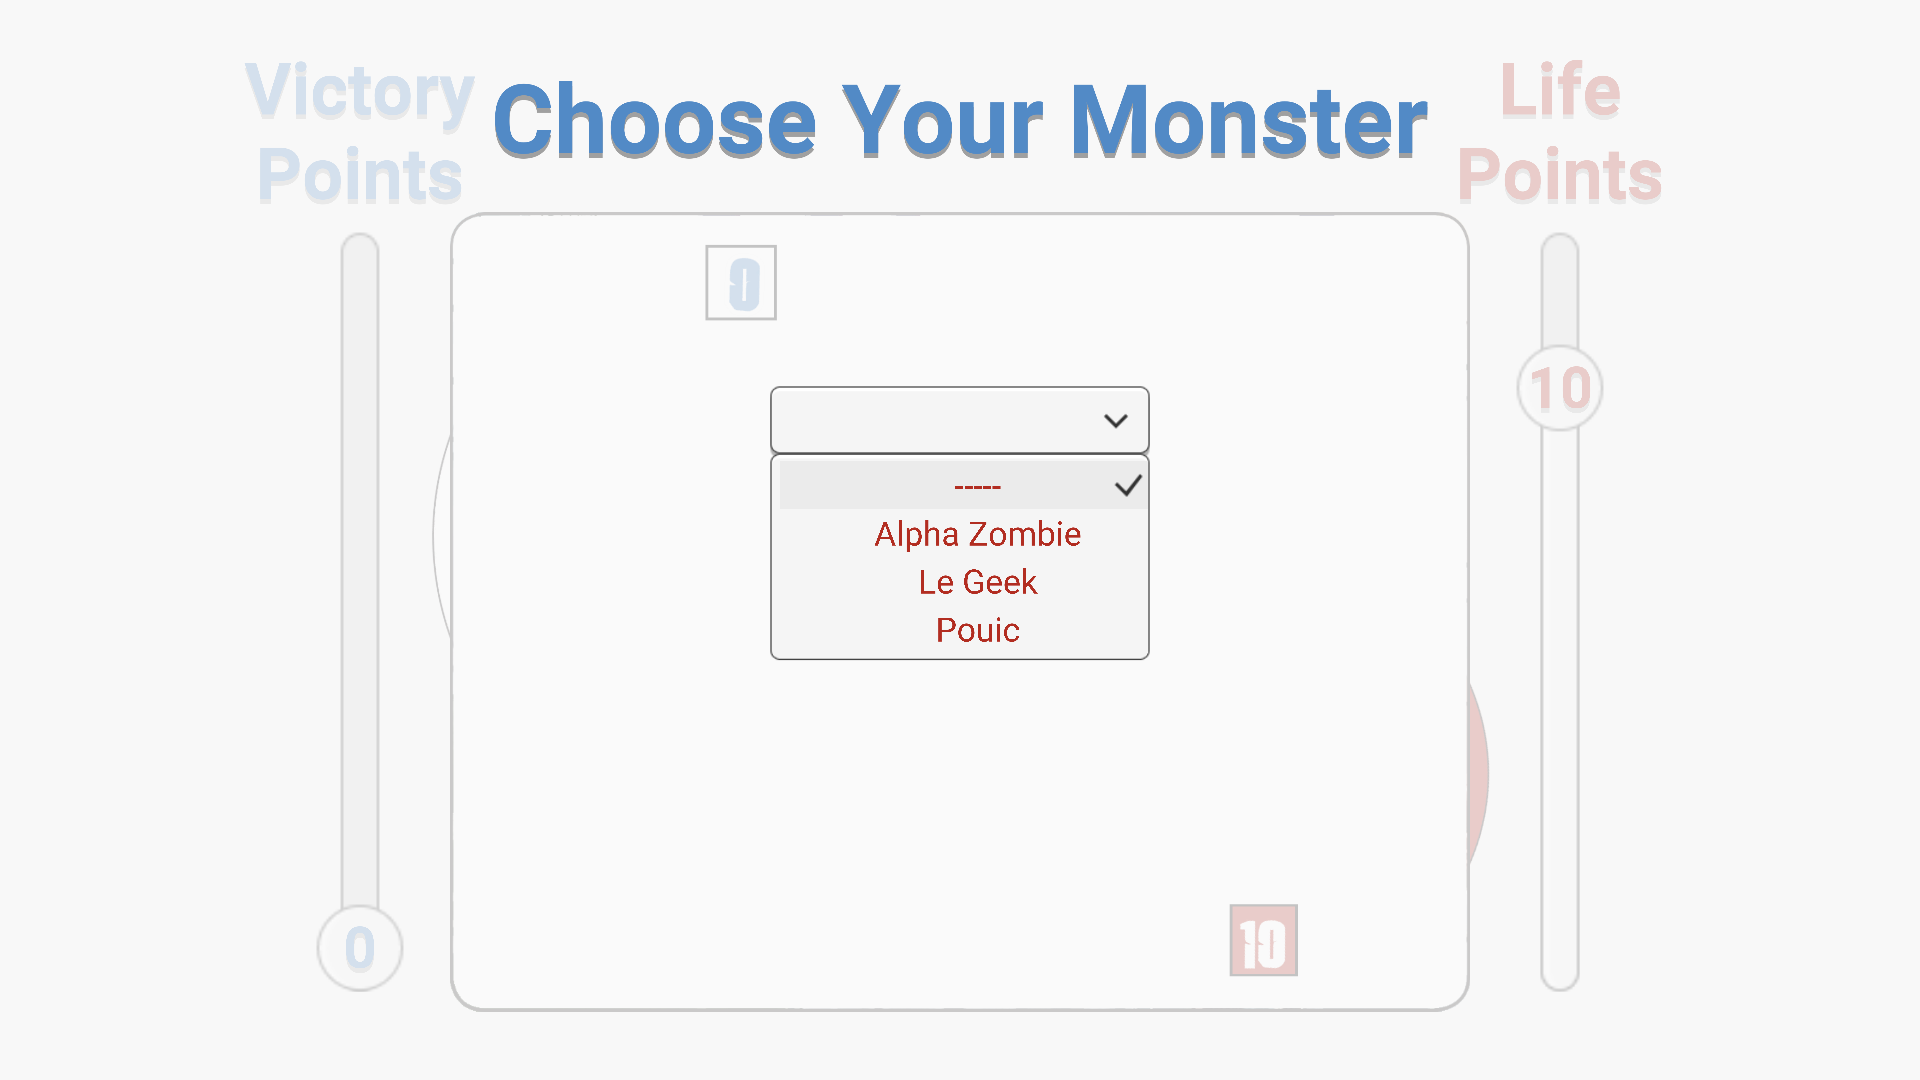 Victory
Points
Choose Your Monster
Life
Points
0
10
-----
Alpha Zombie
Le Geek
Pouic
0
10